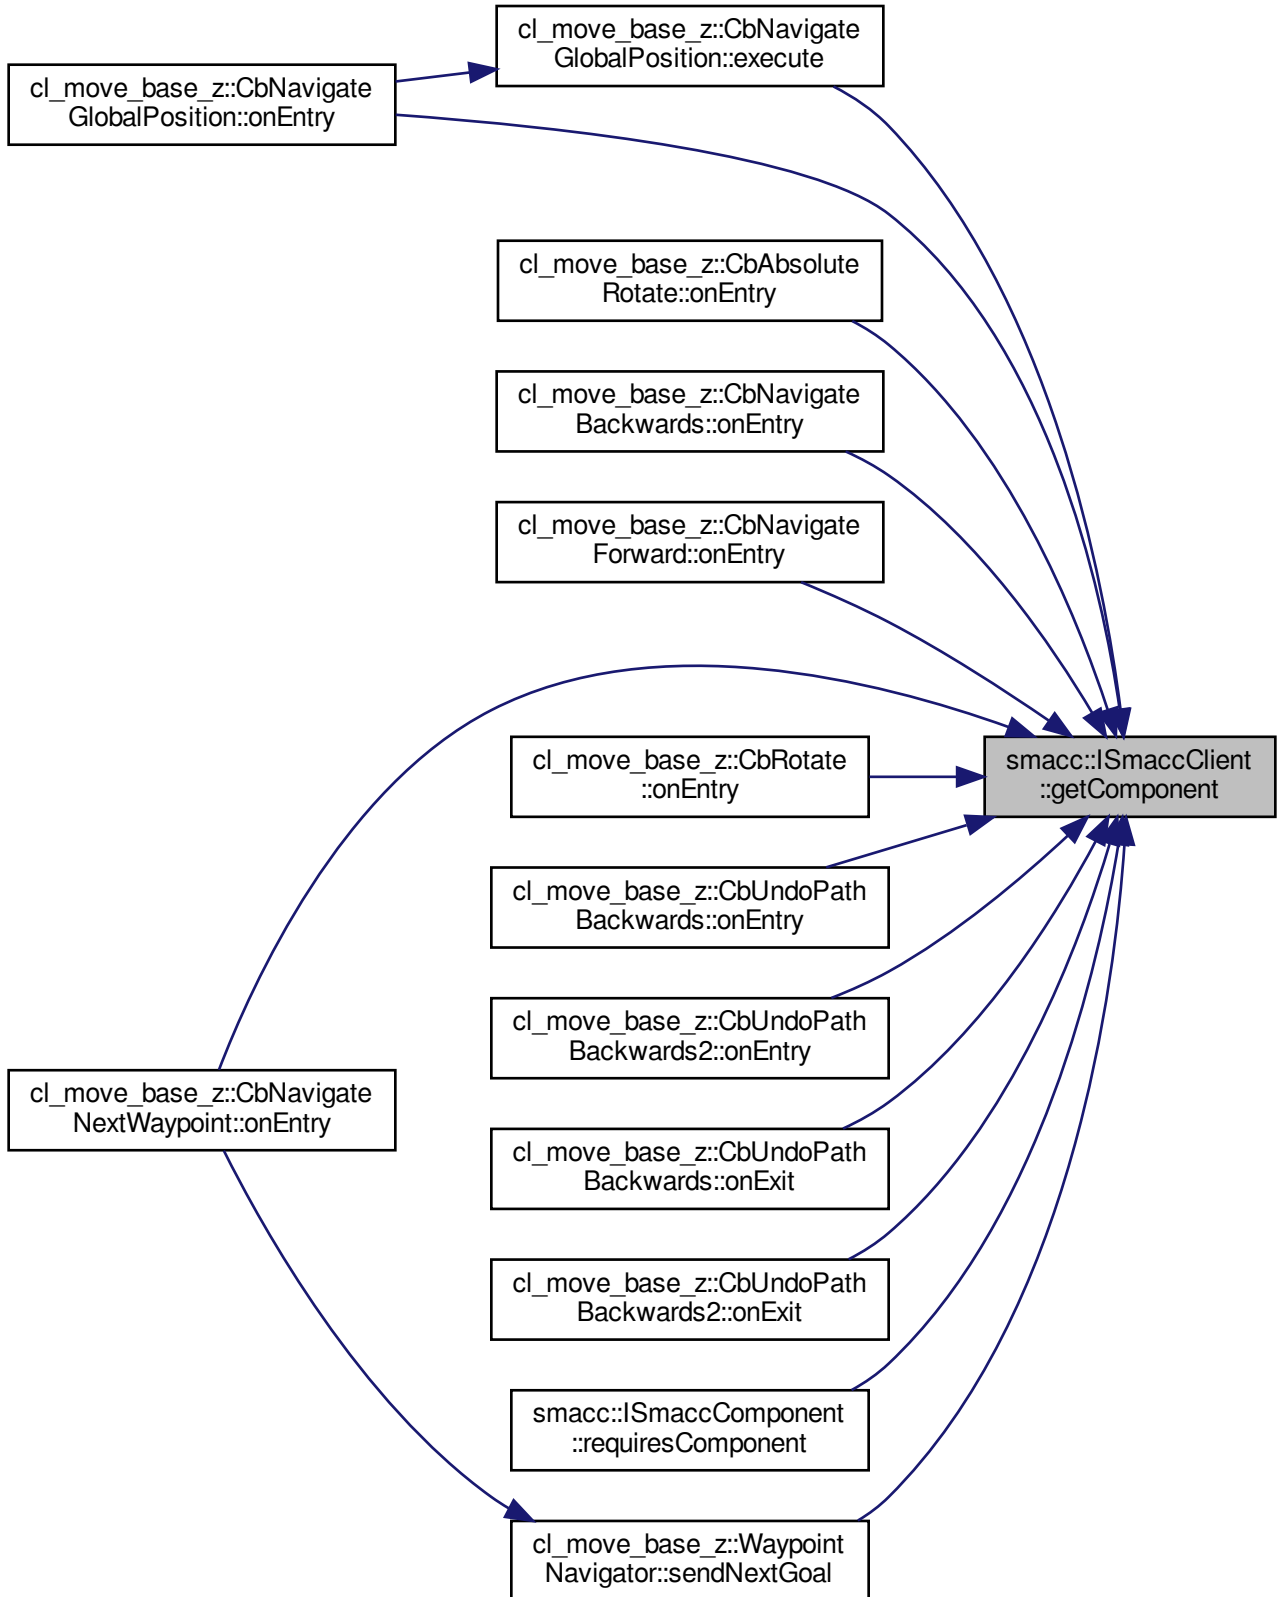 cl_move_base_z::CbNavigate
GlobalPosition::execute
cl_move_base_z::CbNavigate
GlobalPosition::onEntry
cl_move_base_z::CbAbsolute
Rotate::onEntry
cl_move_base_z::CbNavigate
Backwards::onEntry
cl_move_base_z::CbNavigate
Forward::onEntry
cl_move_base_z::CbRotate
::onEntry
smacc::ISmaccClient
::getComponent
cl_move_base_z::CbUndoPath
Backwards::onEntry
cl_move_base_z::CbUndoPath
Backwards2::onEntry
cl_move_base_z::CbNavigate
NextWaypoint::onEntry
cl_move_base_z::CbUndoPath
Backwards::onExit
cl_move_base_z::CbUndoPath
Backwards2::onExit
smacc::ISmaccComponent
::requiresComponent
cl_move_base_z::Waypoint
Navigator::sendNextGoal